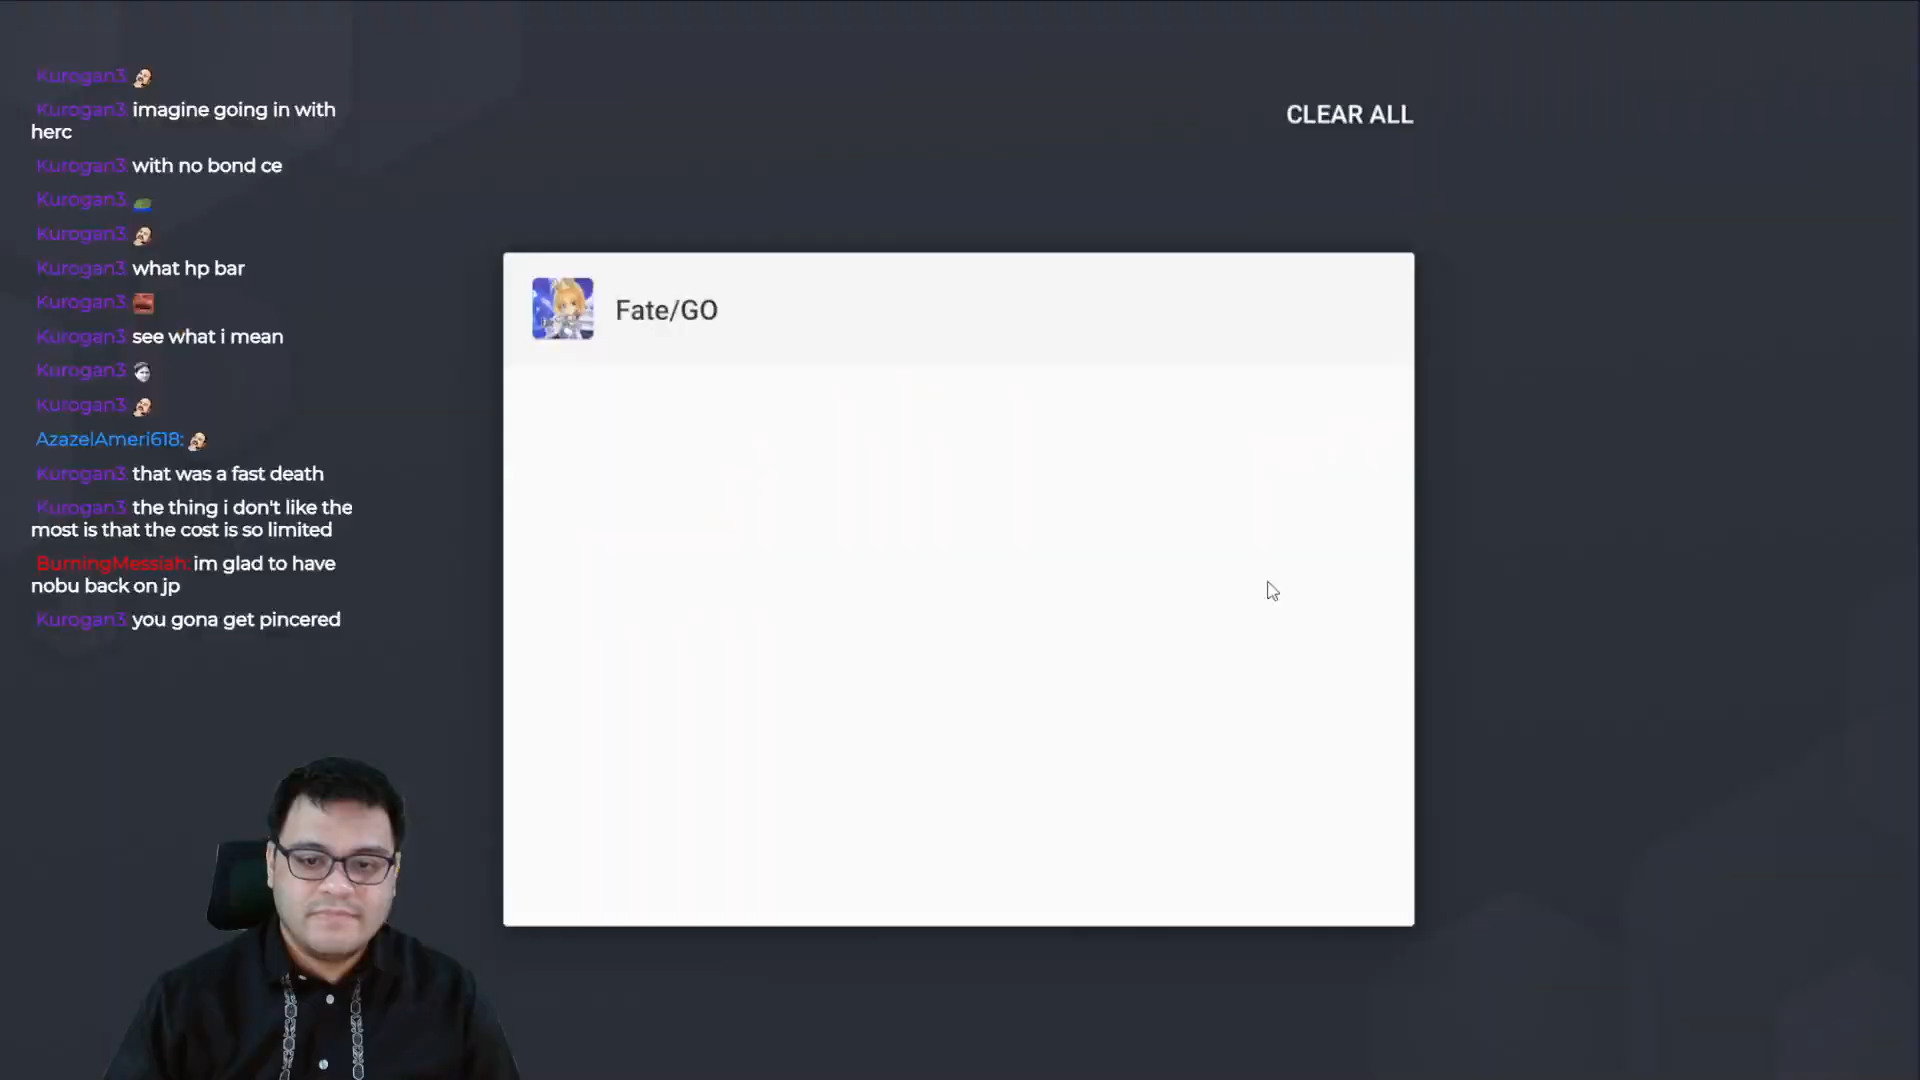 Kurogan3:
Kurogan3: imagine going in with
herc
Kurogan3: with no bond ce
Kurogan3:
Kurogan3:
Kurogan3: what hp bar
Kurogan3:
Kurogan3: see what i mean
Kurogan3:
Kurogan3:
AzazelAmeri618:
Kurogan3: that was a fast death
Kurogan3: the thing i don't like the
most is that the cost is so limited
BurningMessiah: im glad to have
nobu back on jp
Kurogan3: you gona get pincered
CLEAR ALL
Fate/GO